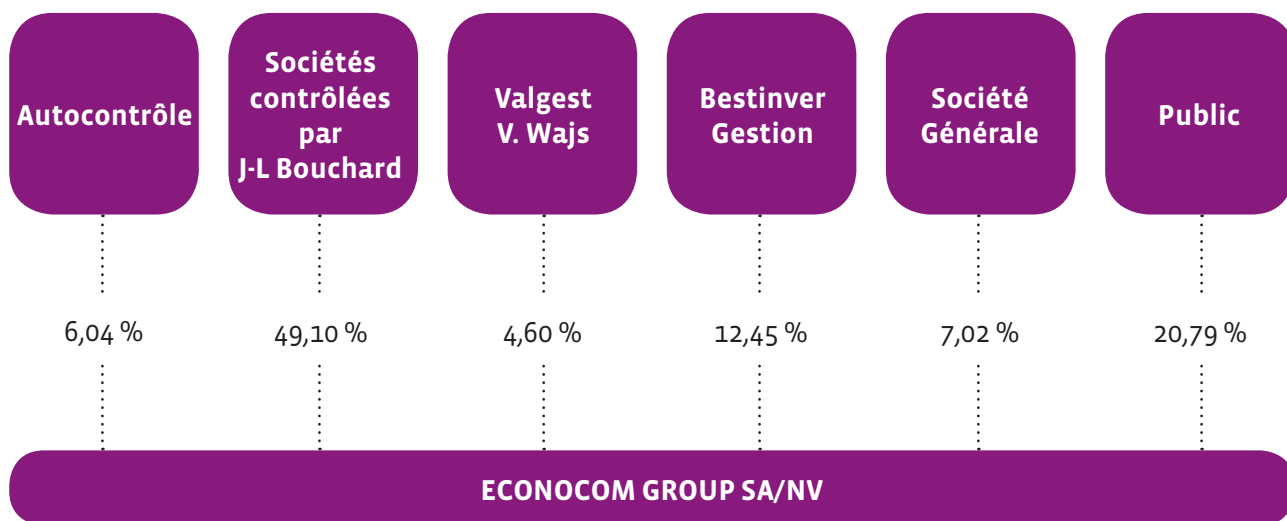 Autocontrôle
Sociétés
contrôlées
par
J-L Bouchard
Valgest
V. Wajs
Bestinver
Gestion
Société
Générale
Public
6,04 %
49,10 %
4,60 %
12,45 %
7,02 %
20,79 %
ECONOCOM GROUP SA/NV